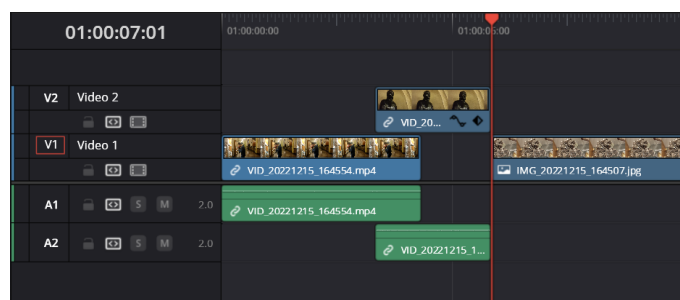 01:00:07:01
01:00:00:00
01:00:06:00
V2 Video 2
VID_20...
V1 Video 1
VID_20221215_164554.mp4
IMG_20221215_164507.jpg
A1 S M 2.0
VID_20221215_164554.mp4
A2 S M 2.0
VID_20221215_1...